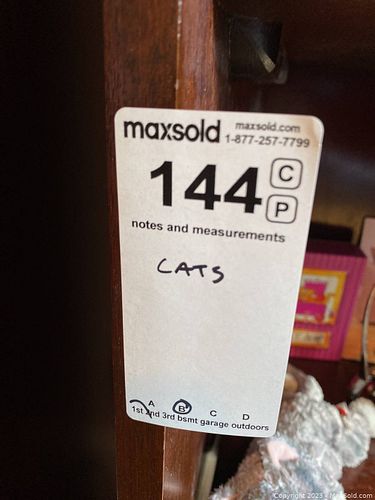 maxsold
maxsold.com
1-877-257-7799
144
C
P
notes and measurements
CATS
A B C D
1st 2nd 3rd bsmt garage outdoors
Copyright 2023 - MaxSold.com